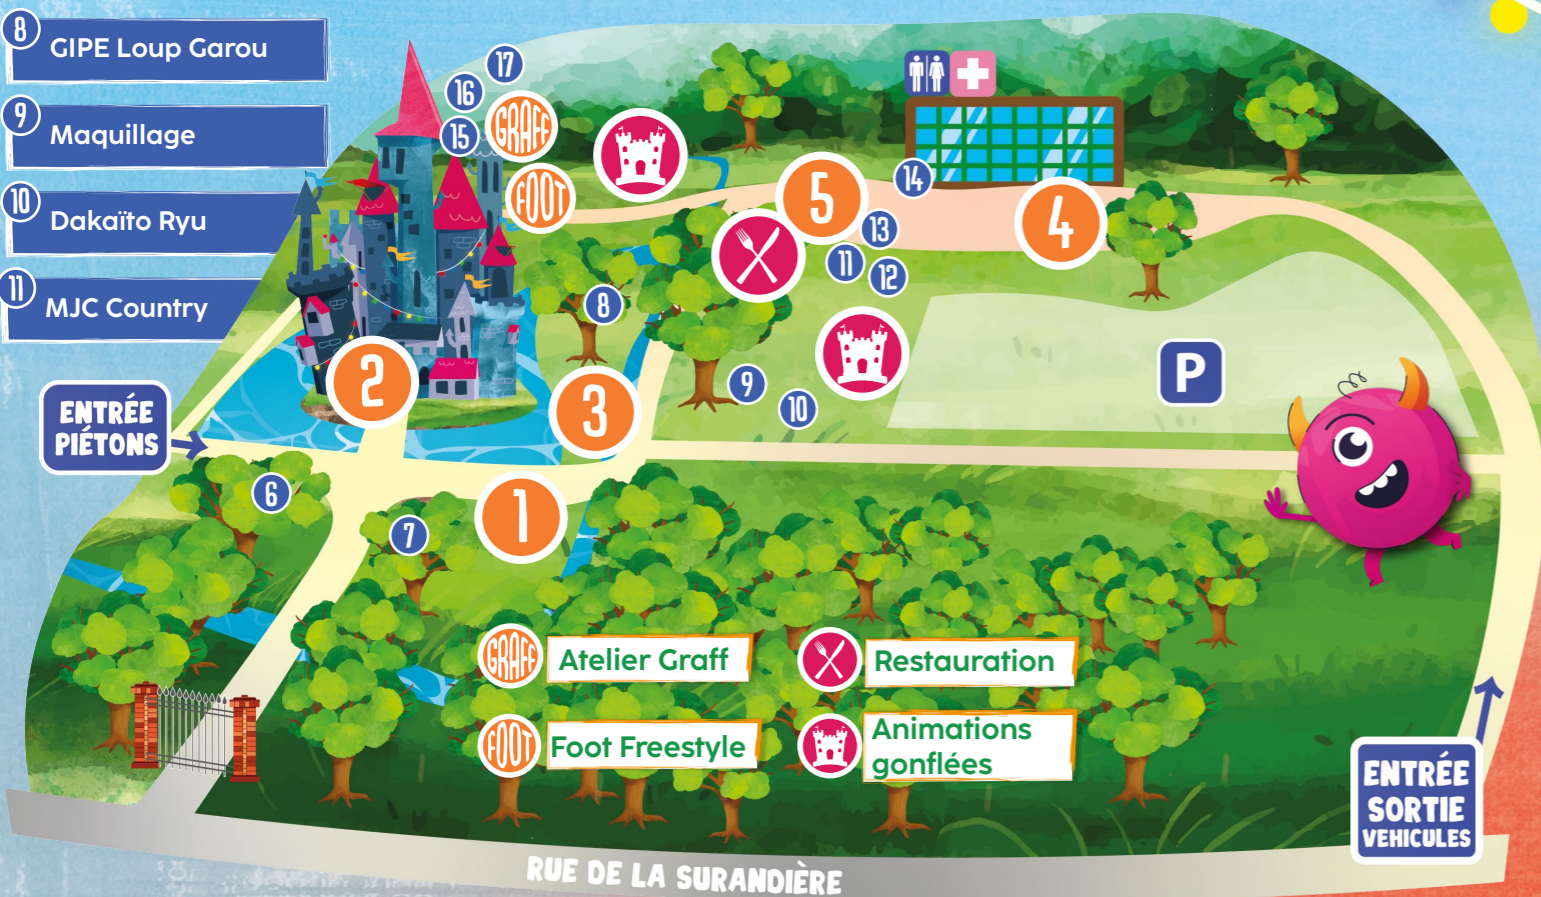 8
GIPE Loup Garou
9
Maquillage
10
Dakaïto Ryu
11
MJC Country
17
16
15
GRAFF
FOOT
14
5
4
13
11
12
8
2
3
9
10
P
ENTRÉE
PIÉTONS
6
7
1
GRAFF
Atelier Graff
Restauration
FOOT
Foot Freestyle
Animations
gonflées
ENTRÉE
SORTIE
VEHICULES
RUE DE LA SURANDIÈRE